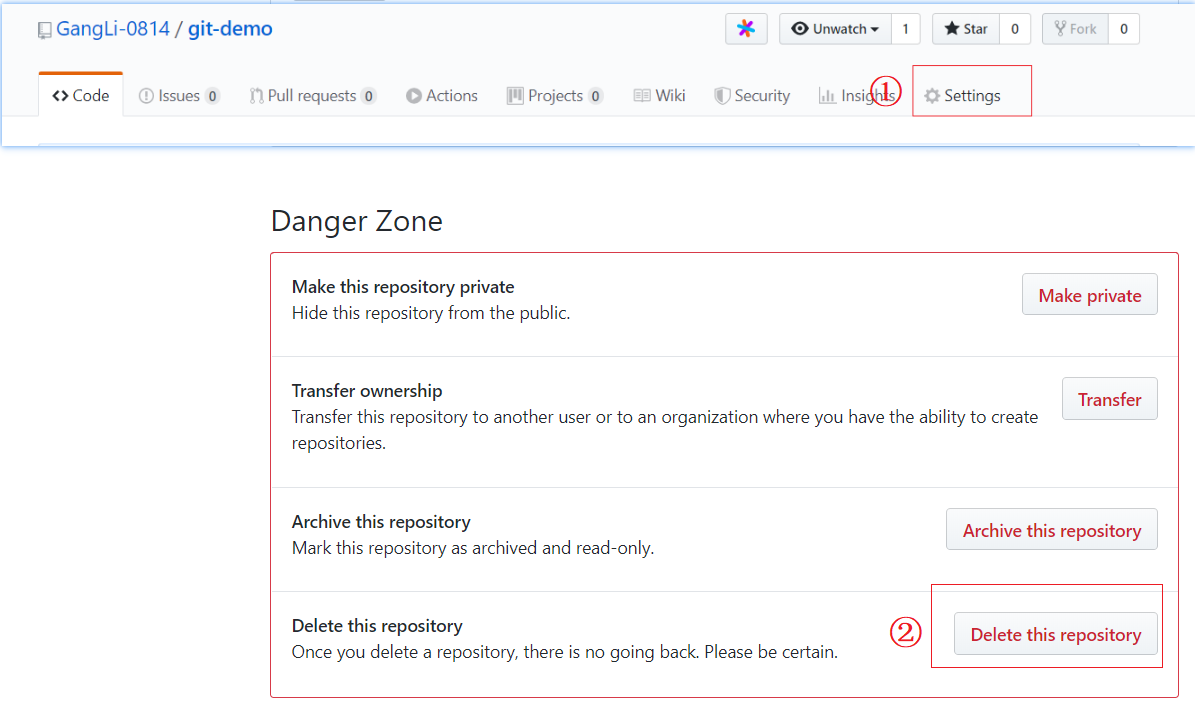 GangLi-0814 / git-demo
Unwatch 1 Star 0 Fork 0
Code Issues 0 Pull requests 0 Actions Projects 0 Wiki Security Insights ① Settings
Danger Zone
Make this repository private
Hide this repository from the public.
Make private
Transfer ownership
Transfer this repository to another user or to an organization where you have the ability to create
repositories.
Transfer
Archive this repository
Mark this repository as archived and read-only.
Archive this repository
Delete this repository
Once you delete a repository, there is no going back. Please be certain.
② Delete this repository